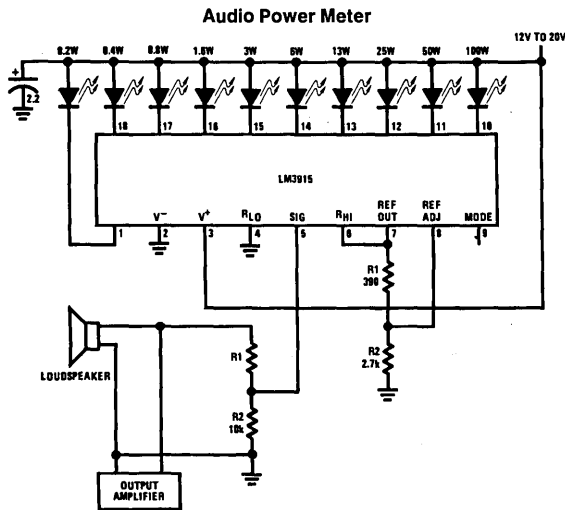 Audio Power Meter
12V TO 20V
0.2W 0.4W 0.8W 1.6W 3W 6W 13W 25W 50W 100W
+
2.2
18 17 16 15 14 13 12 11 10
LM3915
V⁻ V⁺ RLO SIG RHI REF OUT REF ADJ MODE
1 2 3 4 5 6 7 8 9
R1
390
R2
2.7k
LOUDSPEAKER
R1
R2
10k
OUTPUT
AMPLIFIER